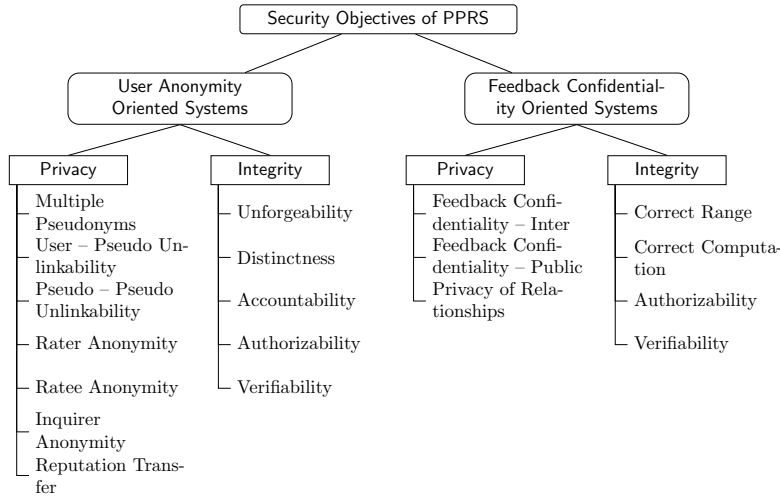 Security Objectives of PPRS
User Anonymity
Oriented Systems
Feedback Confidential-
ity Oriented Systems
Privacy
Multiple
Pseudonyms
User – Pseudo Un-
linkability
Pseudo – Pseudo
Unlinkability
Rater Anonymity
Ratee Anonymity
Inquirer
Anonymity
Reputation Trans-
fer
Integrity
Unforgeability
Distinctness
Accountability
Authorizability
Verifiability
Privacy
Feedback Confi-
dentiality – Inter
Feedback Confi-
dentiality – Public
Privacy of Rela-
tionships
Integrity
Correct Range
Correct Computa-
tion
Authorizability
Verifiability